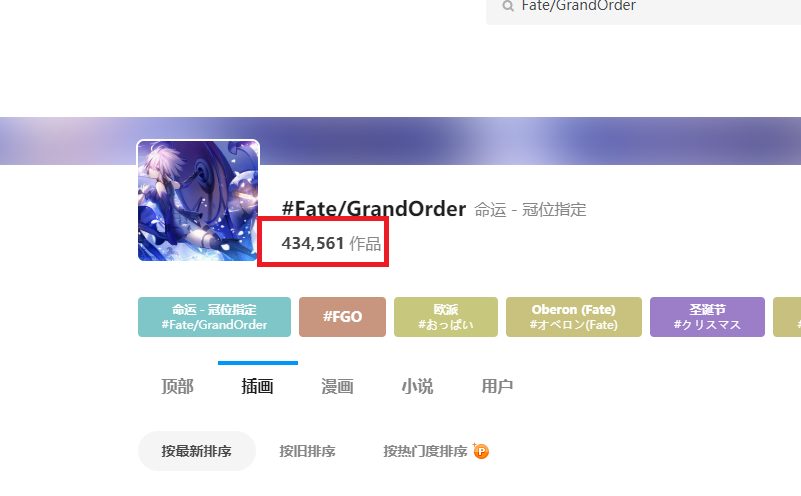 Fate/GrandOrder
#Fate/GrandOrder 命运 - 冠位指定
434,561 作品
命运 - 冠位指定
#Fate/GrandOrder
#FGO
欧派
#おっぱい
Oberon (Fate)
#オベロン(Fate)
圣诞节
#クリスマス
顶部 插画 漫画 小说 用户
按最新排序 按旧排序 按热门度排序 P